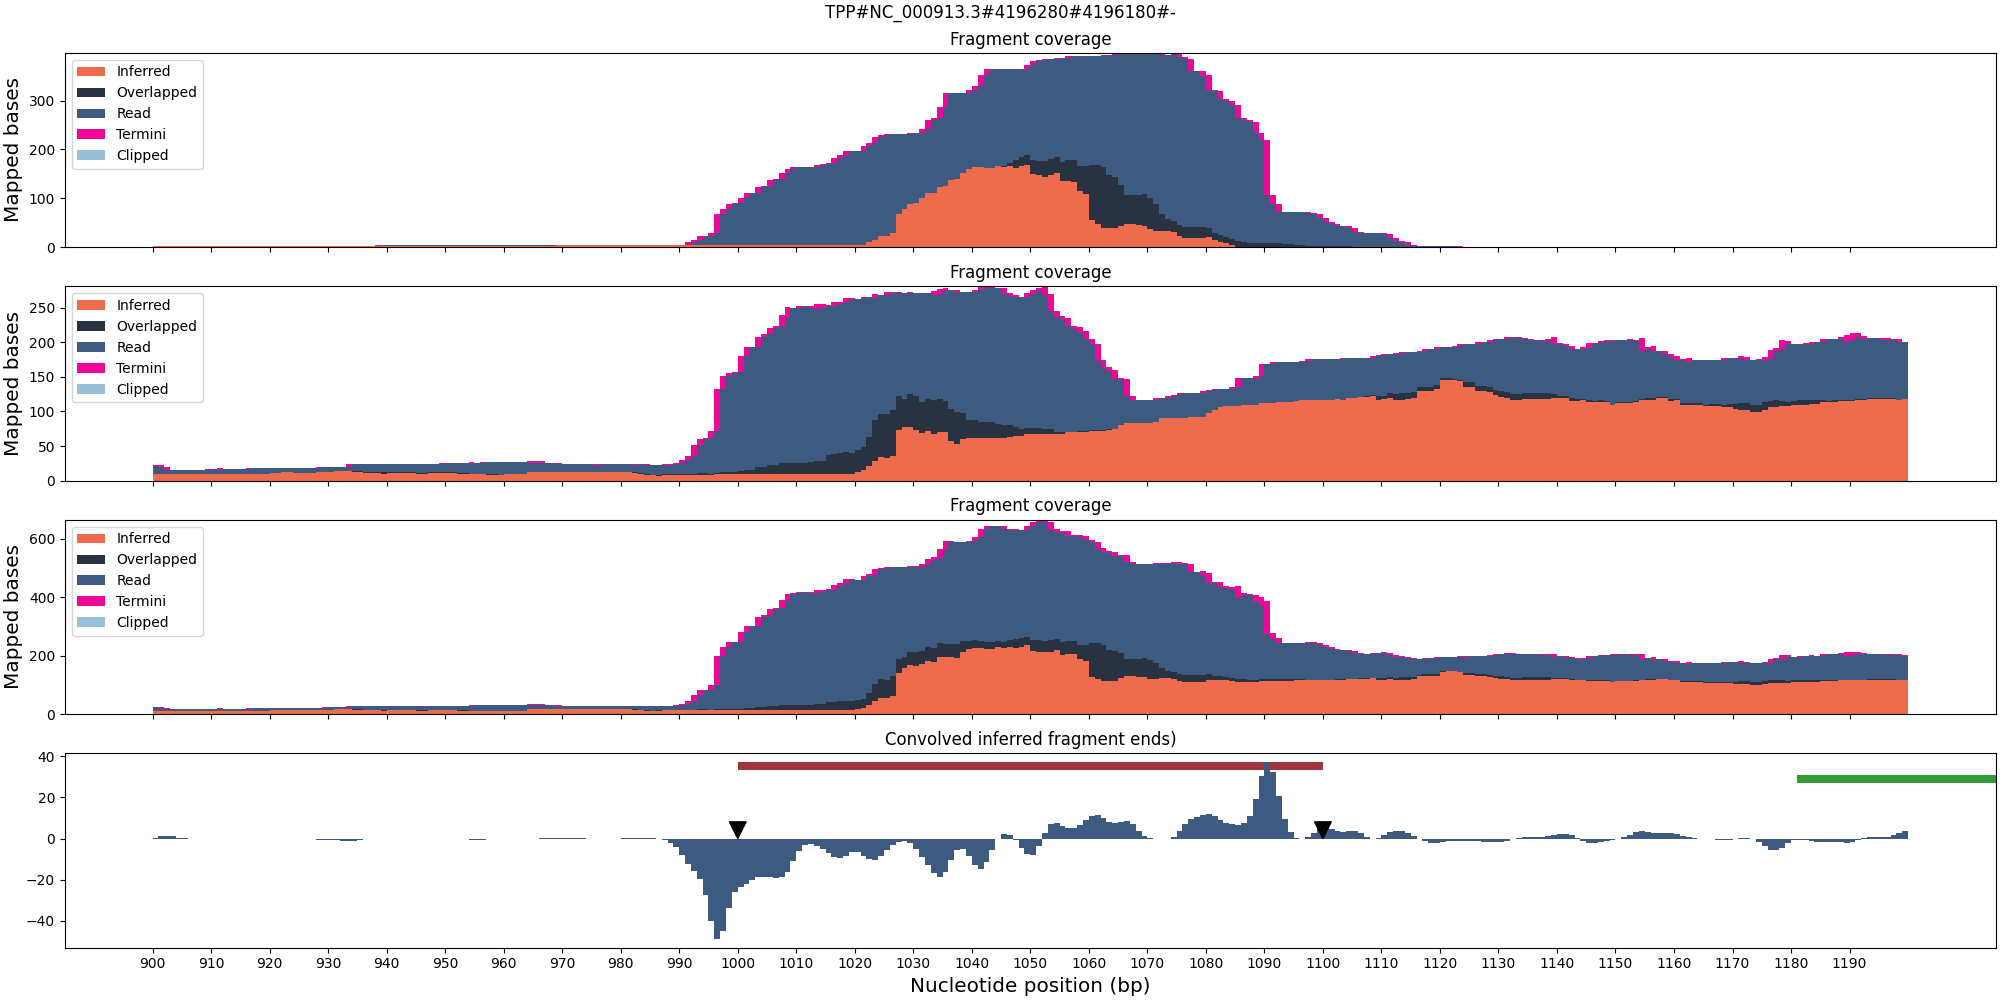 TPP#NC_000913.3#4196280#4196180#-
Fragment coverage
Mapped bases
300
200
100
0
Inferred
Overlapped
Read
Termini
Clipped
Fragment coverage
Mapped bases
250
200
150
100
50
0
Inferred
Overlapped
Read
Termini
Clipped
Fragment coverage
Mapped bases
600
400
200
0
Inferred
Overlapped
Read
Termini
Clipped
Convolved inferred fragment ends)
40
20
0
−20
−40
900 910 920 930 940 950 960 970 980 990 1000 1010 1020 1030 1040 1050 1060 1070 1080 1090 1100 1110 1120 1130 1140 1150 1160 1170 1180 1190
Nucleotide position (bp)